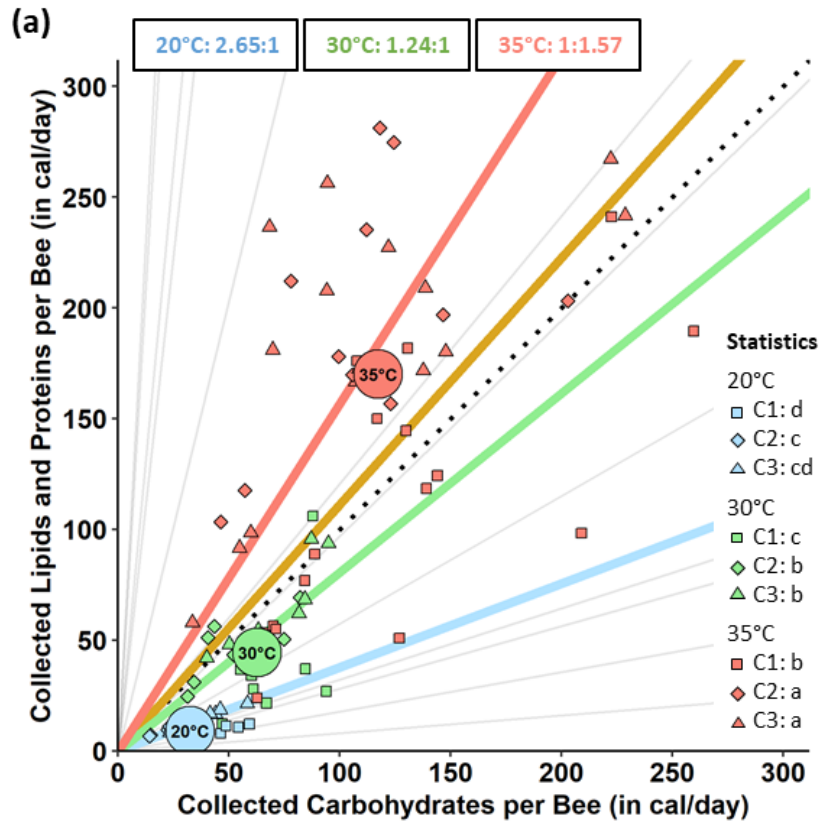 (a)
20°C: 2.65:1 30°C: 1.24:1 35°C: 1:1.57
Collected Lipids and Proteins per Bee (in cal/day)
300
250
200
150
100
50
0
35°C
30°C
20°C
Statistics
20°C
C1: d
C2: c
C3: cd
30°C
C1: c
C2: b
C3: b
35°C
C1: b
C2: a
C3: a
0 50 100 150 200 250 300
Collected Carbohydrates per Bee (in cal/day)